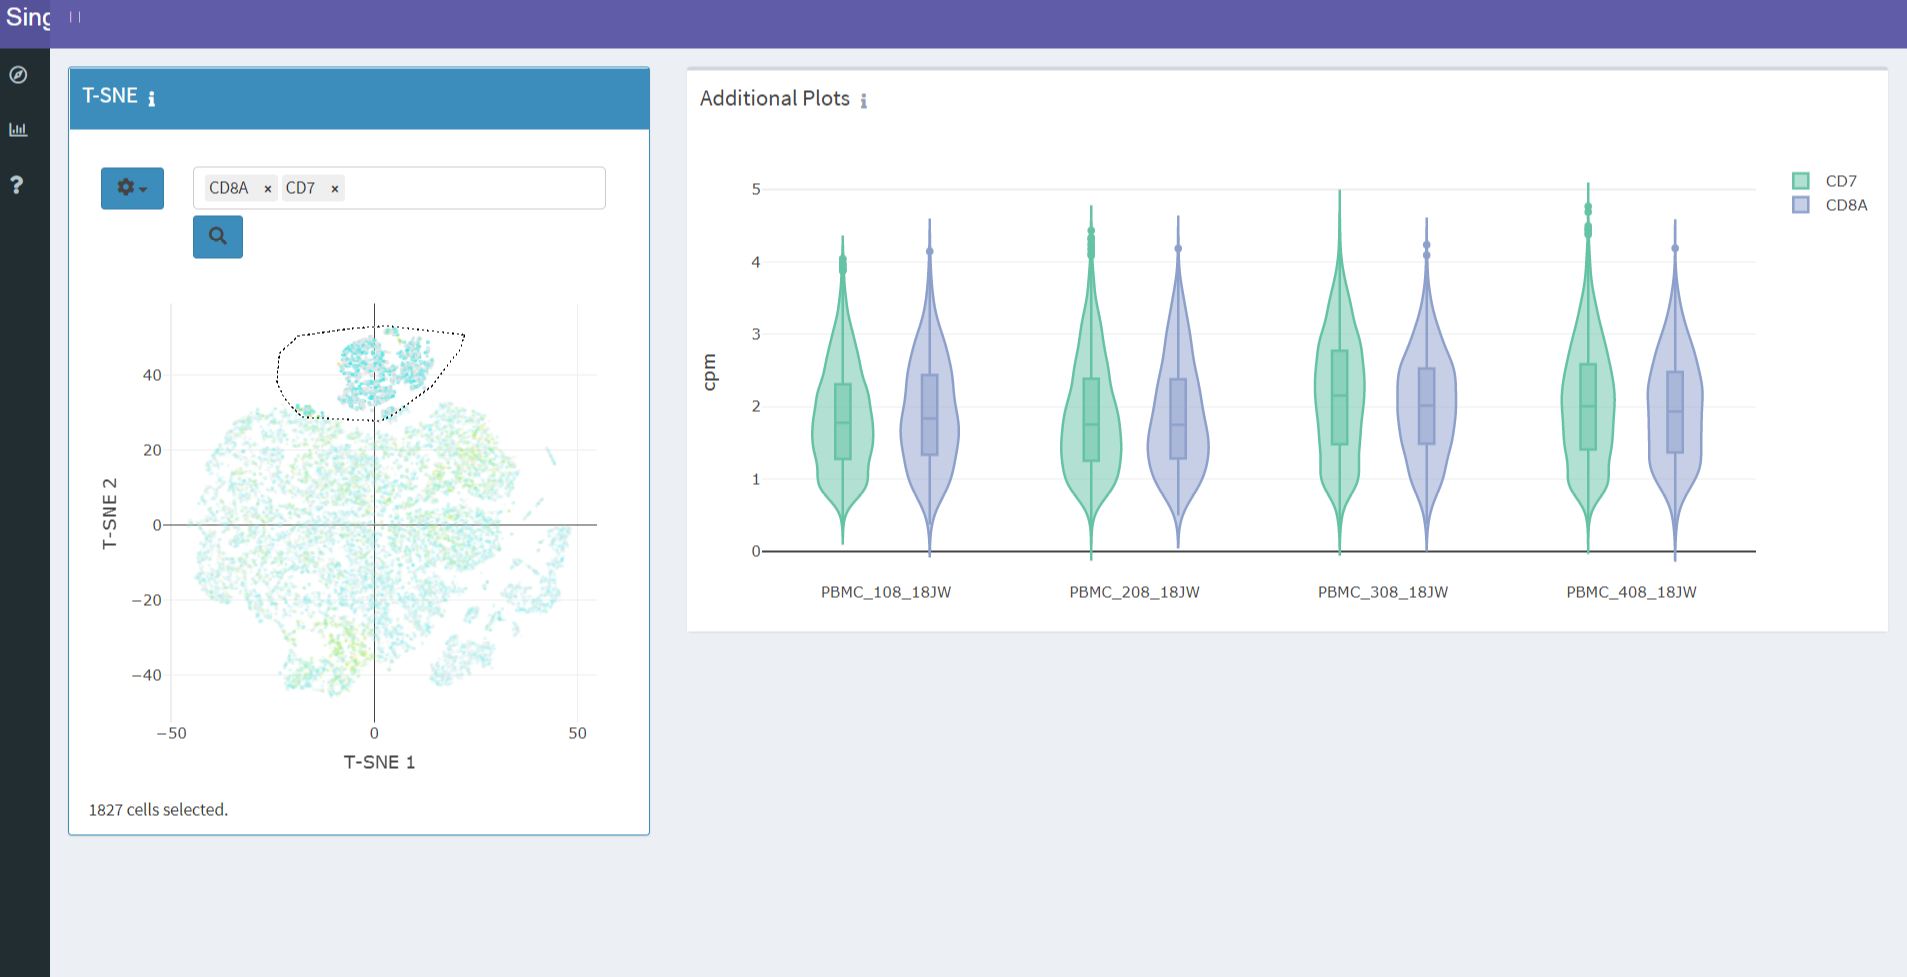 Sing
T-SNE
CD8A × CD7 ×
40
20
0
−20
−40
T-SNE 2
−50 0 50
T-SNE 1
1827 cells selected.
Additional Plots
CD7
CD8A
5
4
3
2
1
0
cpm
PBMC_108_18JW PBMC_208_18JW PBMC_308_18JW PBMC_408_18JW